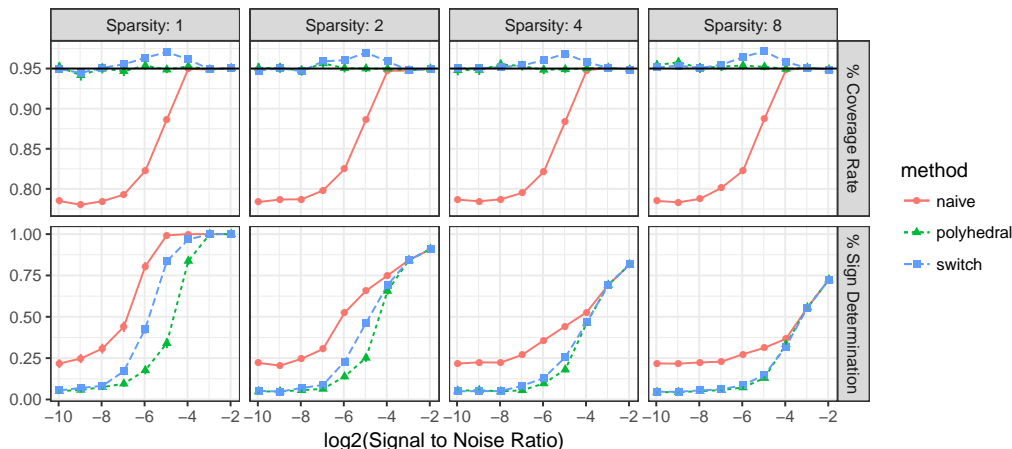 Sparsity: 1 Sparsity: 2 Sparsity: 4 Sparsity: 8
0.95
0.90
0.85
0.80
% Coverage Rate
1.00
0.75
0.50
0.25
0.00
% Sign Determination
−10 −8 −6 −4 −2 −10 −8 −6 −4 −2 −10 −8 −6 −4 −2 −10 −8 −6 −4 −2
log2(Signal to Noise Ratio)
method
naive
polyhedral
switch